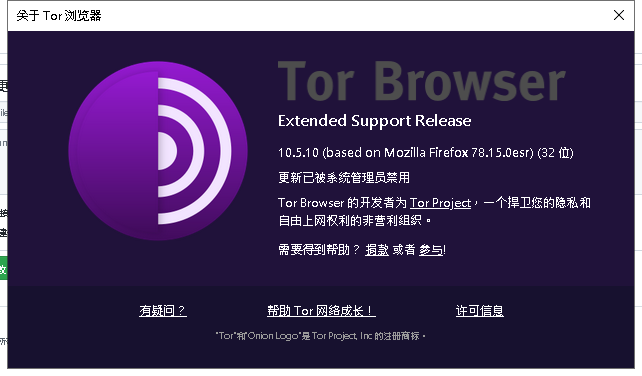 关于 Tor 浏览器
Tor Browser
Extended Support Release
10.5.10 (based on Mozilla Firefox 78.15.0esr) (32 位)
更新已被系统管理员禁用
Tor Browser 的开发者为 Tor Project，一个捍卫您的隐私和
自由上网权利的非营利组织。
需要得到帮助？ 捐款 或者 参与!
有疑问？ 帮助 Tor 网络成长！ 许可信息
"Tor"和"Onion Logo"是 Tor Project, Inc 的注册商标。